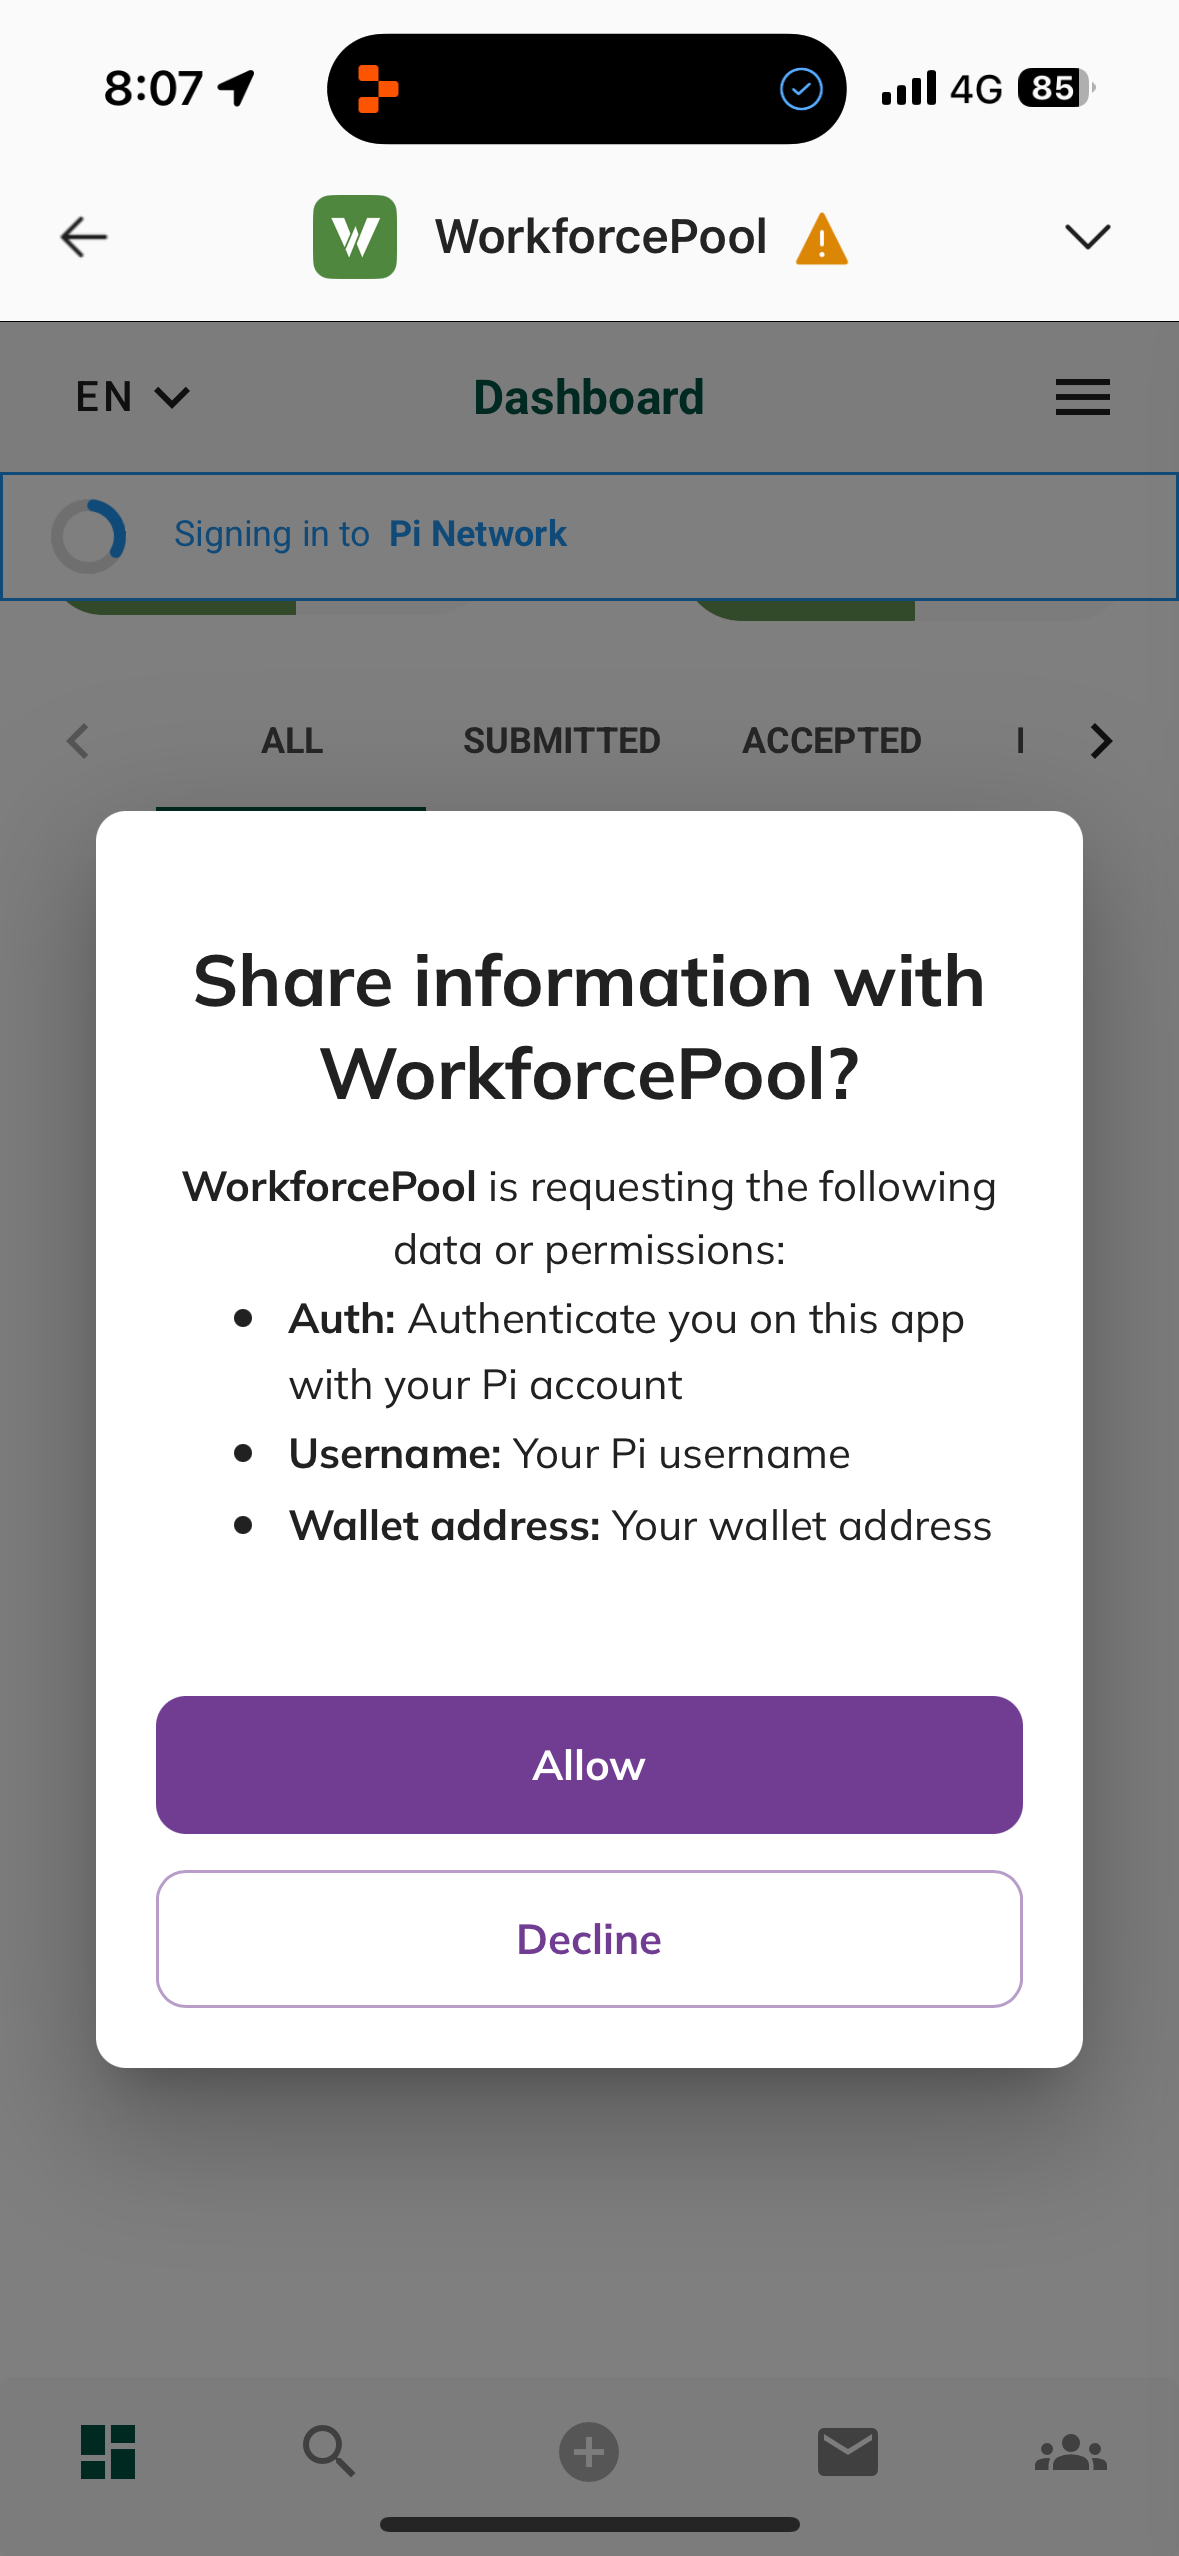 8:07
4G 85
WorkforcePool
EN
Dashboard
Signing in to Pi Network
ALL SUBMITTED ACCEPTED
Share information with
WorkforcePool?
WorkforcePool is requesting the following
data or permissions:
• Auth: Authenticate you on this app
with your Pi account
• Username: Your Pi username
• Wallet address: Your wallet address
Allow
Decline